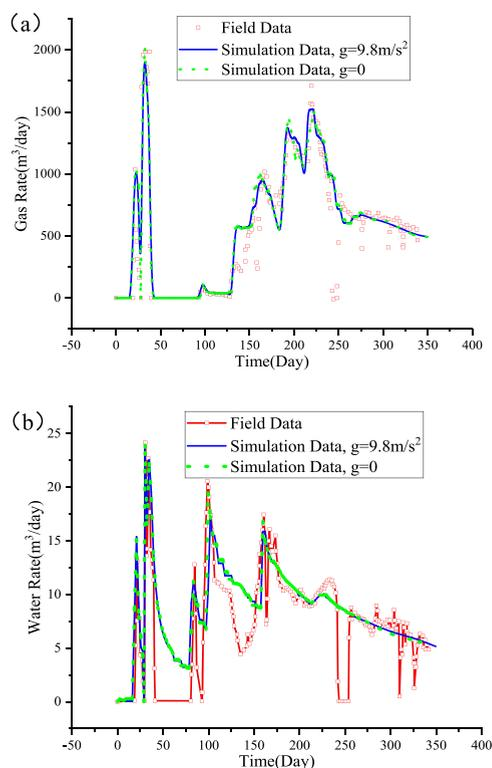 (a)
Field Data
Simulation Data, g=9.8m/s²
Simulation Data, g=0
2000
1500
1000
500
0
Gas Rate(m³/day)
-50 0 50 100 150 200 250 300 350 400
Time(Day)
(b)
Field Data
Simulation Data, g=9.8m/s²
Simulation Data, g=0
25
20
15
10
5
0
Water Rate(m³/day)
-50 0 50 100 150 200 250 300 350 400
Time(Day)